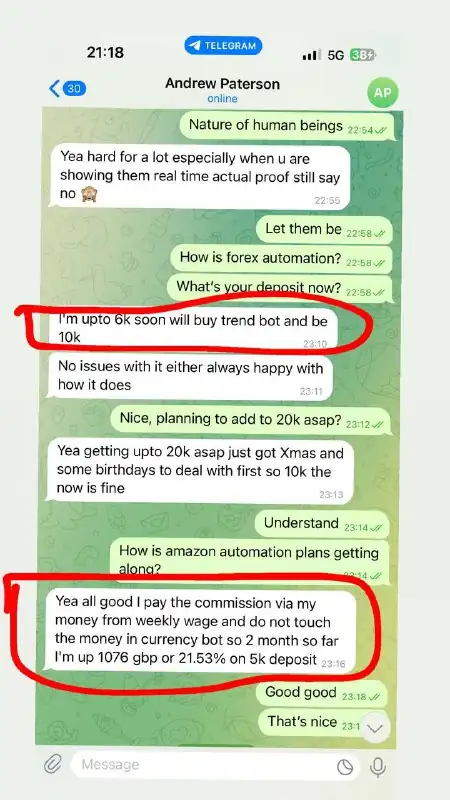 21:18
TELEGRAM
5G
38
30
Andrew Paterson
online
AP
Nature of human beings 22:54
Yea hard for a lot especially when u are
showing them real time actual proof still say
no 🙈 22:55
Let them be 22:58
How is forex automation? 22:58
What's your deposit now? 22:58
I'm upto 6k soon will buy trend bot and be
10k 23:10
No issues with it either always happy with
how it does 23:11
Nice, planning to add to 20k asap? 23:12
Yea getting upto 20k asap just got Xmas and
some birthdays to deal with first so 10k the
now is fine 23:13
Understand 23:14
How is amazon automation plans getting
along? 23:14
Yea all good I pay the commission via my
money from weekly wage and do not touch
the money in currency bot so 2 month so far
I'm up 1076 gbp or 21.53% on 5k deposit 23:16
Good good 23:18
That's nice
Message